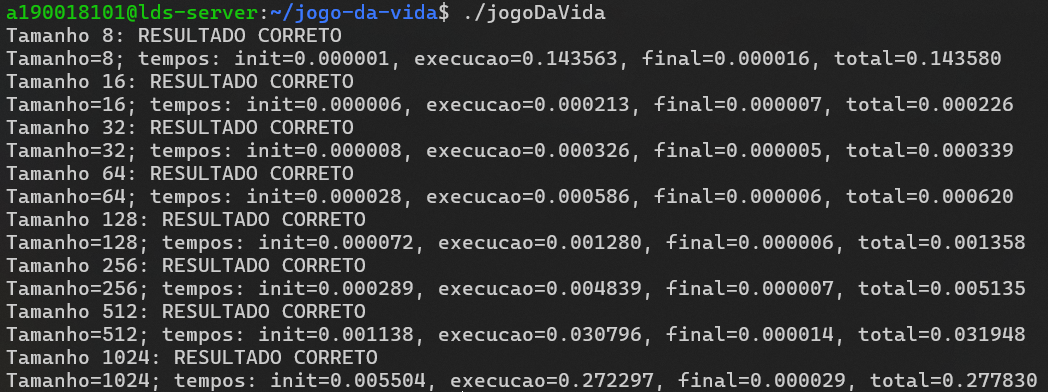 a190018101@lds-server:~/jogo-da-vida$ ./jogoDaVida
Tamanho 8: RESULTADO CORRETO
Tamanho=8; tempos: init=0.000001, execucao=0.143563, final=0.000016, total=0.143580
Tamanho 16: RESULTADO CORRETO
Tamanho=16; tempos: init=0.000006, execucao=0.000213, final=0.000007, total=0.000226
Tamanho 32: RESULTADO CORRETO
Tamanho=32; tempos: init=0.000008, execucao=0.000326, final=0.000005, total=0.000339
Tamanho 64: RESULTADO CORRETO
Tamanho=64; tempos: init=0.000028, execucao=0.000586, final=0.000006, total=0.000620
Tamanho 128: RESULTADO CORRETO
Tamanho=128; tempos: init=0.000072, execucao=0.001280, final=0.000006, total=0.001358
Tamanho 256: RESULTADO CORRETO
Tamanho=256; tempos: init=0.000289, execucao=0.004839, final=0.000007, total=0.005135
Tamanho 512: RESULTADO CORRETO
Tamanho=512; tempos: init=0.001138, execucao=0.030796, final=0.000014, total=0.031948
Tamanho 1024: RESULTADO CORRETO
Tamanho=1024; tempos: init=0.005504, execucao=0.272297, final=0.000029, total=0.277830